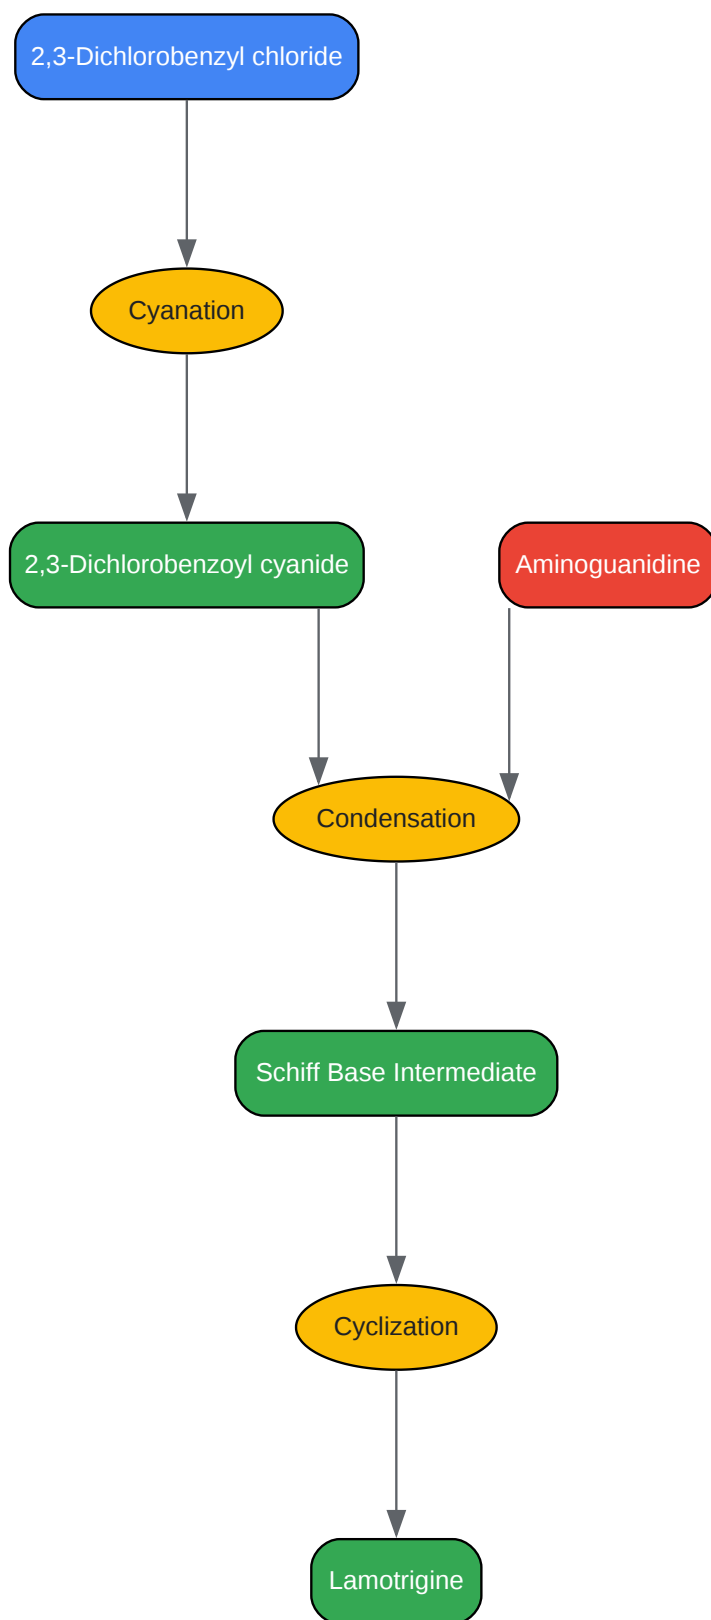 2,3-Dichlorobenzyl chloride
Cyanation
2,3-Dichlorobenzoyl cyanide
Aminoguanidine
Condensation
Schiff Base Intermediate
Cyclization
Lamotrigine